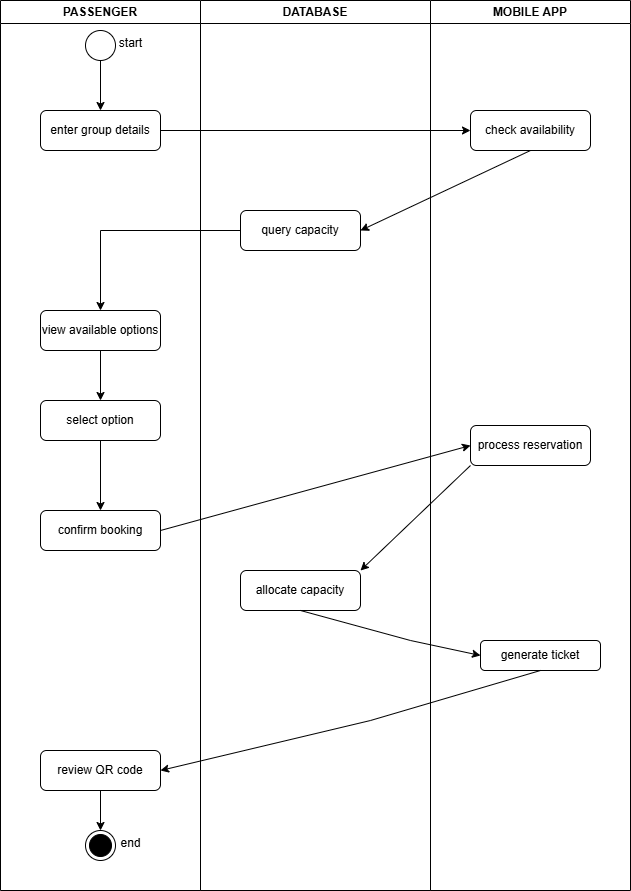 PASSENGER
DATABASE
MOBILE APP
start
enter group details
check availability
query capacity
view available options
select option
process reservation
confirm booking
allocate capacity
generate ticket
review QR code
end